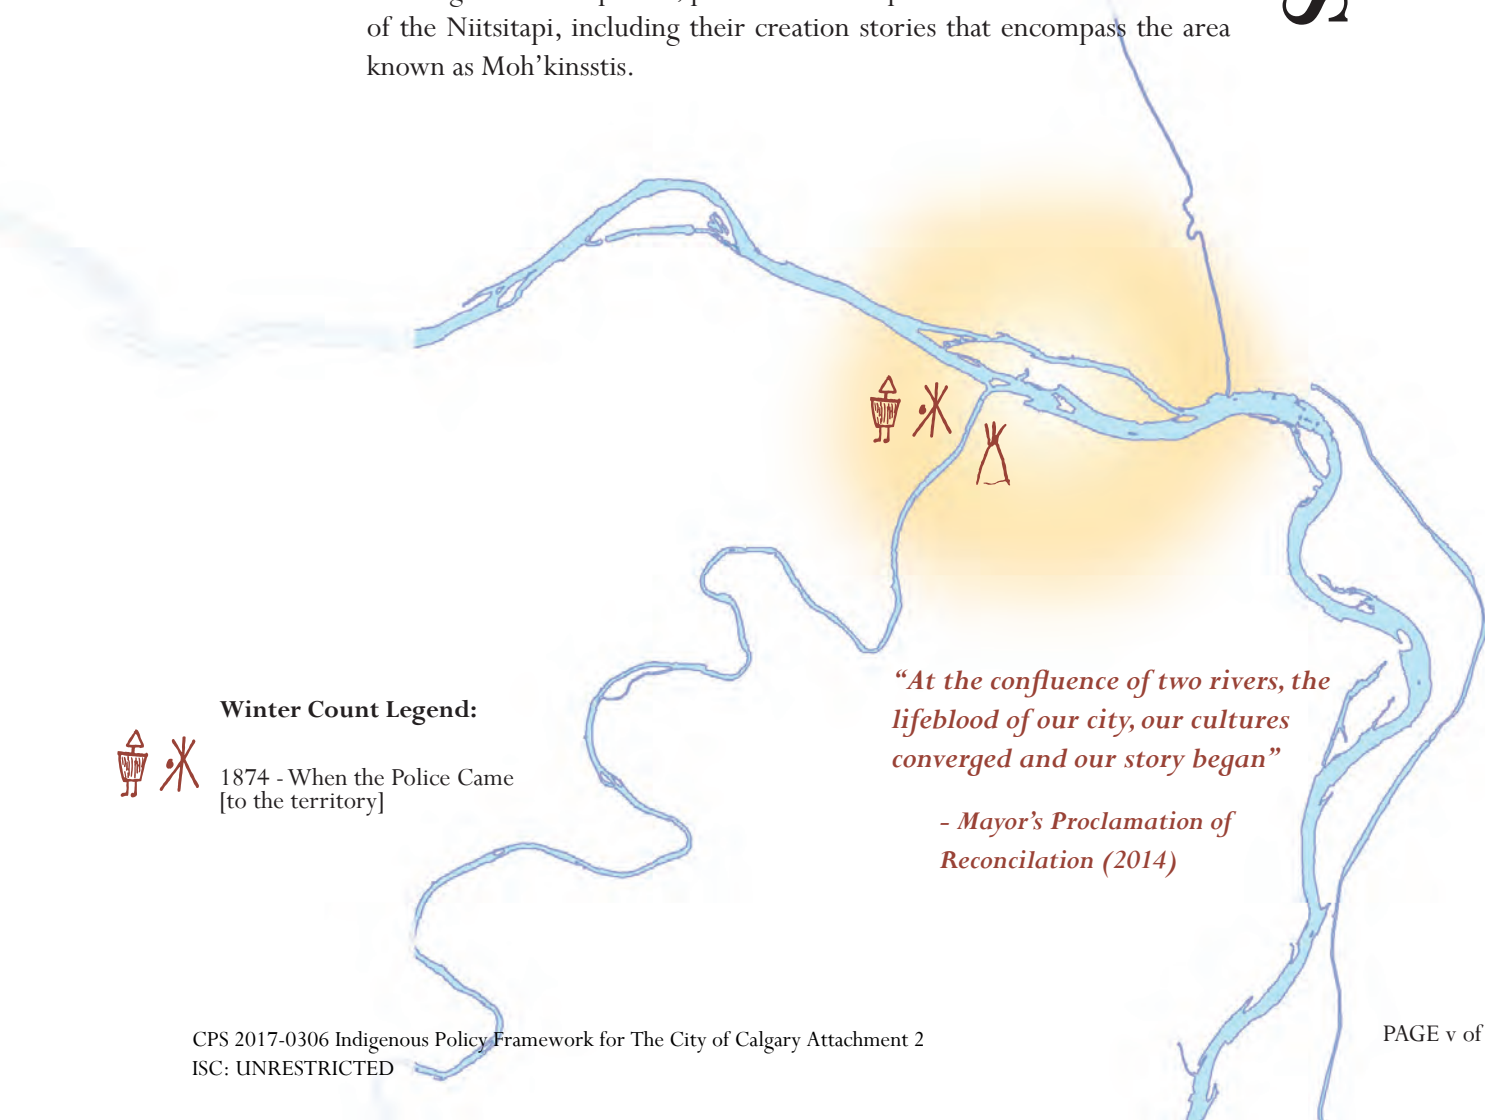 of the Niitsitapi, including their creation stories that encompass the area
known as Moh’kinsstis.
“At the confluence of two rivers, the
lifeblood of our city, our cultures
converged and our story began”
- Mayor’s Proclamation of
Reconcilation (2014)
Winter Count Legend:
1874 - When the Police Came
[to the territory]
CPS 2017-0306 Indigenous Policy Framework for The City of Calgary Attachment 2
ISC: UNRESTRICTED
PAGE v of